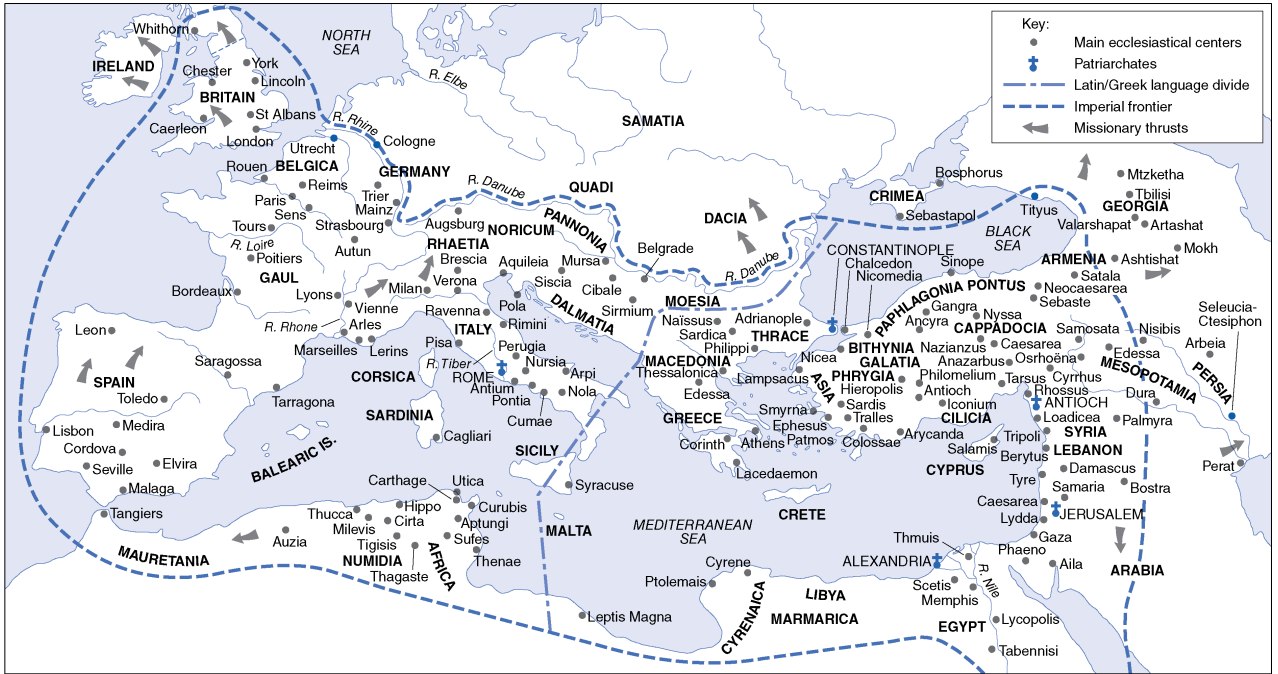 Key:
Main ecclesiastical centers
Patriarchates
Latin/Greek language divide
Imperial frontier
Missionary thrusts
NORTH
SEA
Whithorn
IRELAND
Chester
York
Lincoln
BRITAIN
St Albans
Caerleon
London
R. Elbe
R. Rhine
Utrecht
Cologne
SAMATIA
Rouen
BELGICA
GERMANY
Reims
Paris
Trier
Mainz
Sens
Strasbourg
Tours
Autun
R. Loire
Poitiers
GAUL
Bordeaux
Lyons
Vienne
R. Rhone
Arles
Marseilles
Lerins
R. Danube
QUADI
Augsburg
NORICUM
PANNONIA
RHAETIA
Brescia
Aquileia
Mursa
Belgrade
Milan
Verona
Siscia
Cibale
Sirmium
Pola
DALMATIA
Ravenna
ITALY
Rimini
Pisa
Perugia
R. Tiber
Nursia
ROME
Arpi
Antium
Nola
Pontia
Cumae
CORSICA
SARDINIA
Cagliari
SICILY
Syracuse
MALTA
DACIA
R. Danube
MOESIA
Naïssus
Adrianople
Sardica
THRACE
Philippi
MACEDONIA
Thessalonica
Lampsacus
Edessa
GREECE
Corinth
Athens
Lacedaemon
CRETE
MEDITERRANEAN
SEA
Leon
Saragossa
SPAIN
Toledo
Tarragona
Lisbon
Medira
Cordova
Seville
Elvira
Malaga
BALEARIC IS.
Tangiers
MAURETANIA
Auzia
Carthage
Utica
Thucca
Hippo
Curubis
Milevis
Cirta
Aptungi
Tigisis
Sufes
NUMIDIA
AFRICA
Thenae
Thagaste
Leptis Magna
Ptolemais
Cyrene
CYRENAICA
LIBYA
MARMARICA
ALEXANDRIA
Thmuis
Scetis
Memphis
R. Nile
EGYPT
Lycopolis
Tabennisi
Bosphorus
CRIMEA
Sebastapol
Tityus
BLACK
SEA
Mtzketha
Tbilisi
GEORGIA
Valarshapat
Artashat
Mokh
ARMENIA
Ashtishat
CONSTANTINOPLE
Chalcedon
Nicomedia
Sinope
Satala
Neocaesarea
Sebaste
PAPHLAGONIA
PONTUS
Gangra
Ancyra
Nyssa
CAPPADOCIA
Samosata
Nisibis
Seleucia-
Ctesiphon
Nicea
BITHYNIA
Nazianzus
Caesarea
Edessa
Arbeia
GALATIA
Anazarbus
Osrhoëna
PHRYGIA
Philomelium
Tarsus
Cyrrhus
MESOPOTAMIA
PERSIA
ASIA
Hieropolis
Antioch
Rhossus
Dura
Smyrna
Sardis
Iconium
ANTIOCH
Ephesus
Tralles
CILICIA
Loadicea
Palmyra
Patmos
Colossae
Arycanda
Salamis
Tripoli
SYRIA
Berytus
LEBANON
Perat
CYPRUS
Tyre
Damascus
Samaria
Bostra
Caesarea
Lydda
JERUSALEM
Gaza
Phaeno
Aila
ARABIA